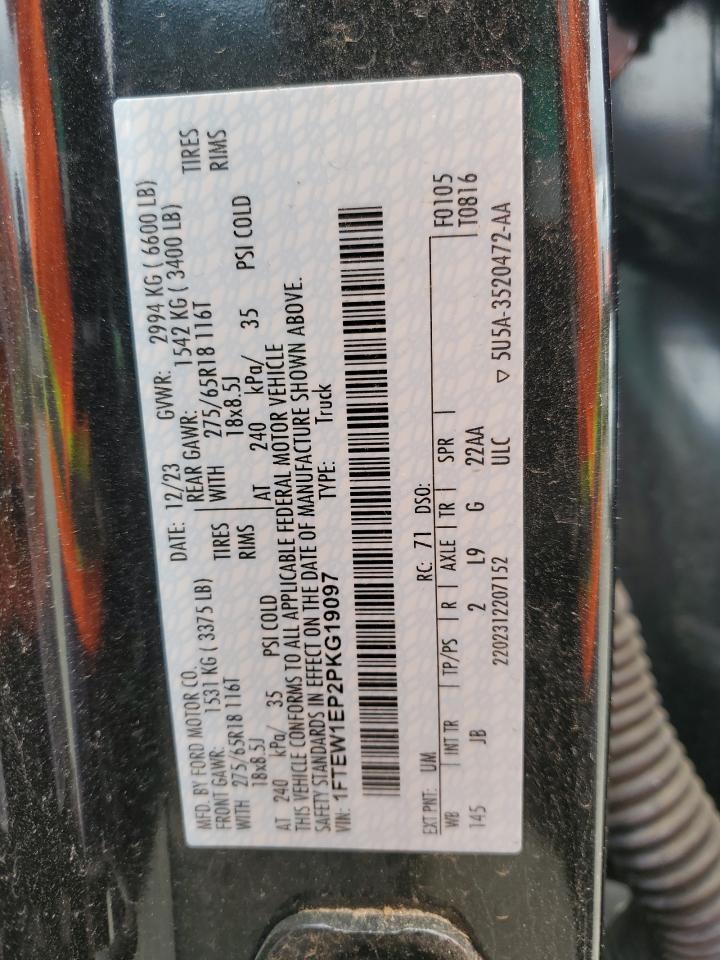 MFD. BY FORD MOTOR CO. DATE: 12/23 GVWR: 2994 KG ( 6600 LB)
FRONT GAWR: 1531 KG ( 3375 LB) REAR GAWR: 1542 KG ( 3400 LB)
WITH 275/65R18 116T TIRES WITH 275/65R18 116T TIRES
18x8.5J RIMS 18x8.5J RIMS
AT 240 kPa/ 35 PSI COLD AT 240 kPa/ 35 PSI COLD
THIS VEHICLE CONFORMS TO ALL APPLICABLE FEDERAL MOTOR VEHICLE
SAFETY STANDARDS IN EFFECT ON THE DATE OF MANUFACTURE SHOWN ABOVE.
VIN: 1FTEW1EP2PKG19097 TYPE: Truck
EXT PNT: UM RC: 71 DSO: F0105
WB INT TR TP/PS R AXLE TR SPR T0816
145 JB 2 L9 G 22AA
2202312207152 ULC ▽ 5U5A-3520472-AA